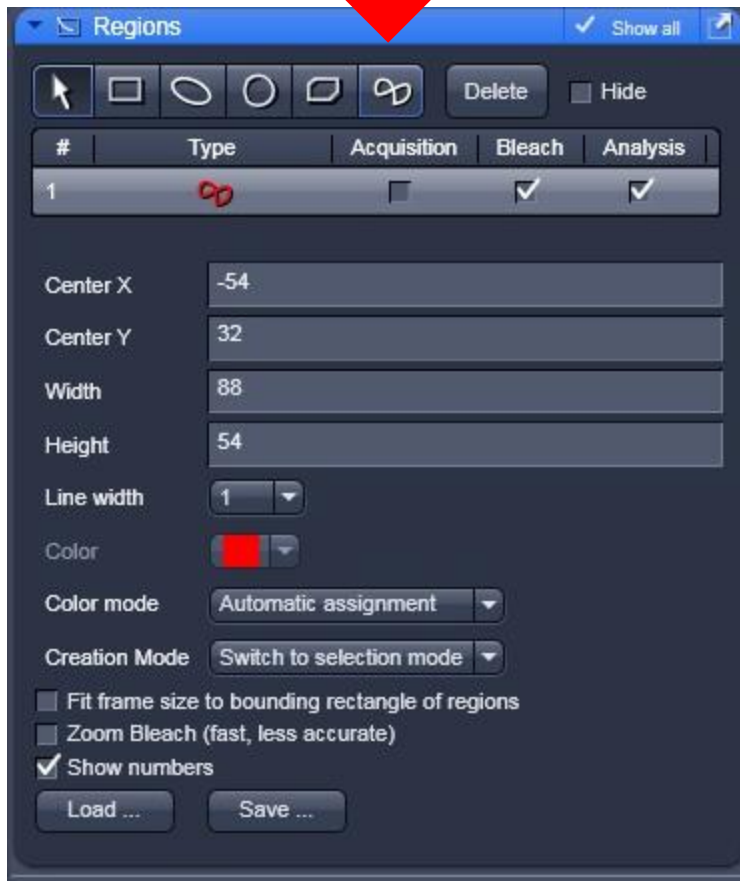 Regions Show all
Delete Hide
# Type Acquisition Bleach Analysis
1
Center X -54
Center Y 32
Width 88
Height 54
Line width 1
Color
Color mode Automatic assignment
Creation Mode Switch to selection mode
Fit frame size to bounding rectangle of regions
Zoom Bleach (fast, less accurate)
Show numbers
Load ... Save ...